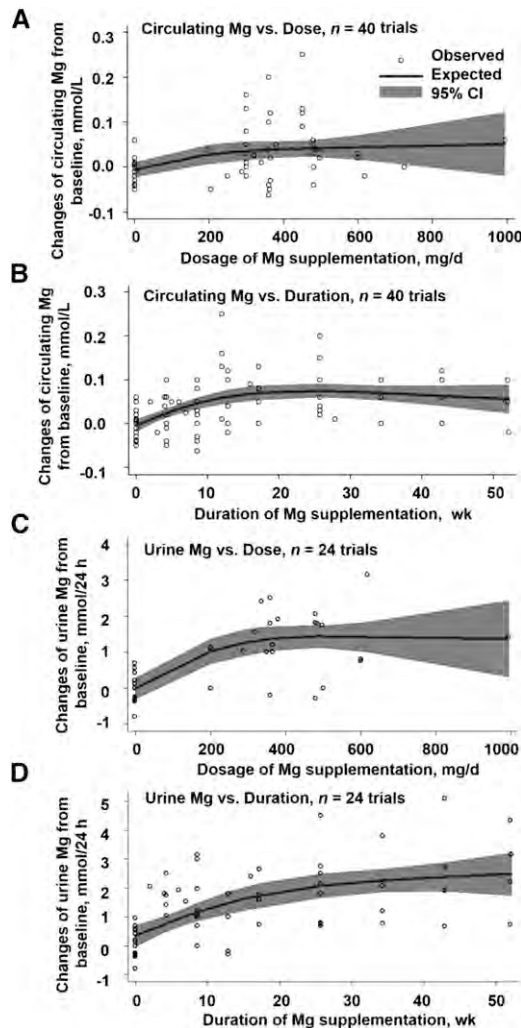 A
Circulating Mg vs. Dose, n = 40 trials
Observed
Expected
95% CI
Changes of circulating Mg from
baseline, mmol/L
0.3
0.2
0.1
0.0
-0.1
0 200 400 600 800 1000
Dosage of Mg supplementation, mg/d
B
Circulating Mg vs. Duration, n = 40 trials
Changes of circulating Mg
from baseline, mmol/L
0.3
0.2
0.1
0.0
-0.1
0 10 20 30 40 50
Duration of Mg supplementation, wk
C
Urine Mg vs. Dose, n = 24 trials
Changes of urine Mg from
baseline, mmol/24 h
4
3
2
1
0
-1
0 200 400 600 800 1000
Dosage of Mg supplementation, mg/d
D
Urine Mg vs. Duration, n = 24 trials
Changes of urine Mg from
baseline, mmol/24 h
5
4
3
2
1
0
-1
0 10 20 30 40 50
Duration of Mg supplementation, wk